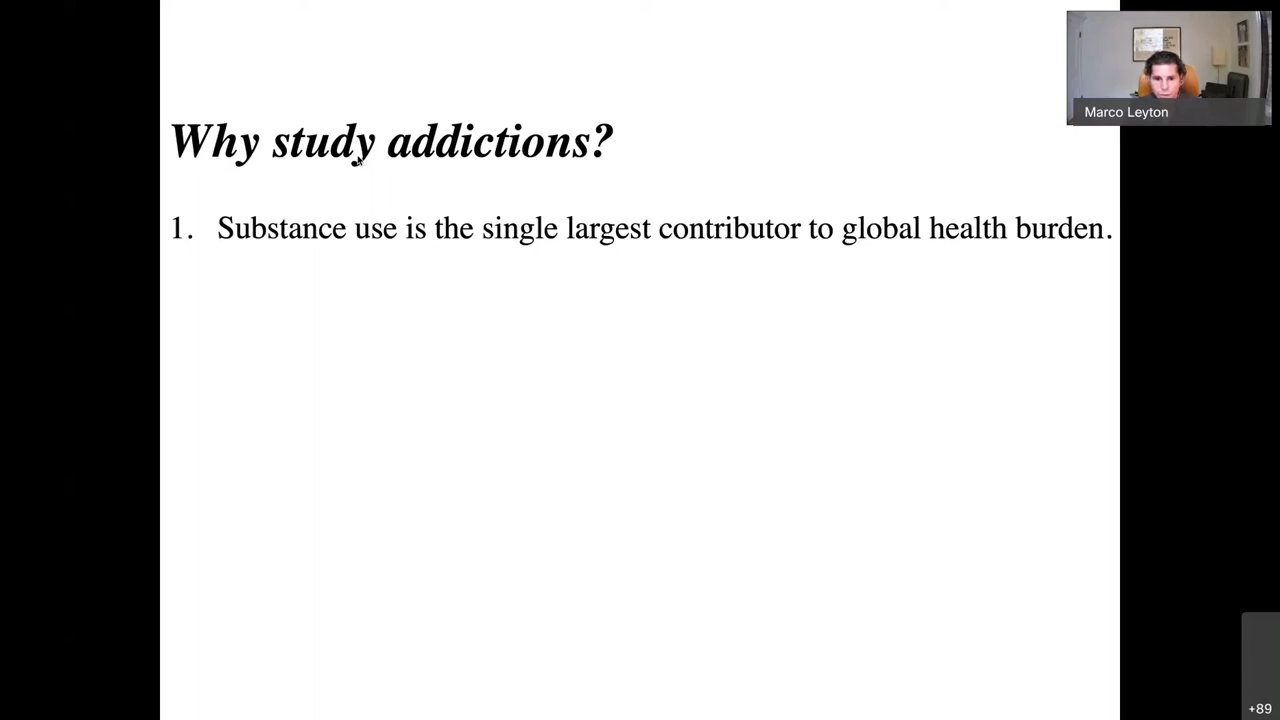 Marco Leyton
Why study addictions?
1. Substance use is the single largest contributor to global health burden.
+89